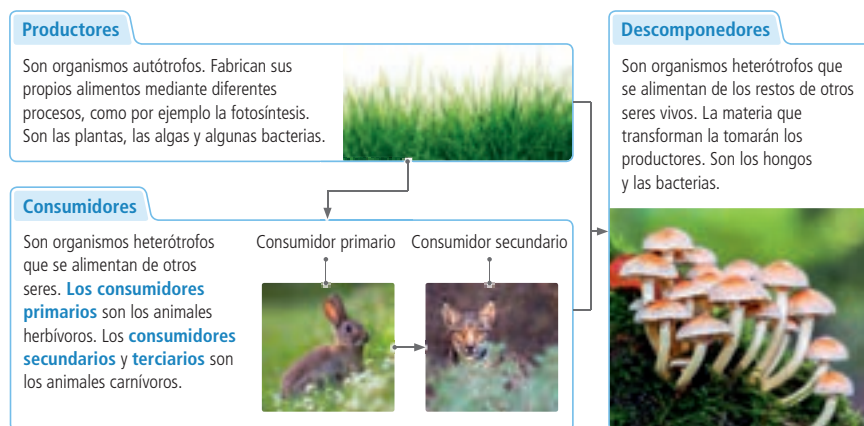 Productores
Son organismos autótrofos. Fabrican sus
propios alimentos mediante diferentes
procesos, como por ejemplo la fotosíntesis.
Son las plantas, las algas y algunas bacterias.
Consumidores
Son organismos heterótrofos
que se alimentan de otros
seres. Los consumidores
primarios son los animales
herbívoros. Los consumidores
secundarios y terciarios son
los animales carnívoros.
Consumidor primario
Consumidor secundario
Descomponedores
Son organismos heterótrofos que
se alimentan de los restos de otros
seres vivos. La materia que
transforman la tomarán los
productores. Son los hongos
y las bacterias.